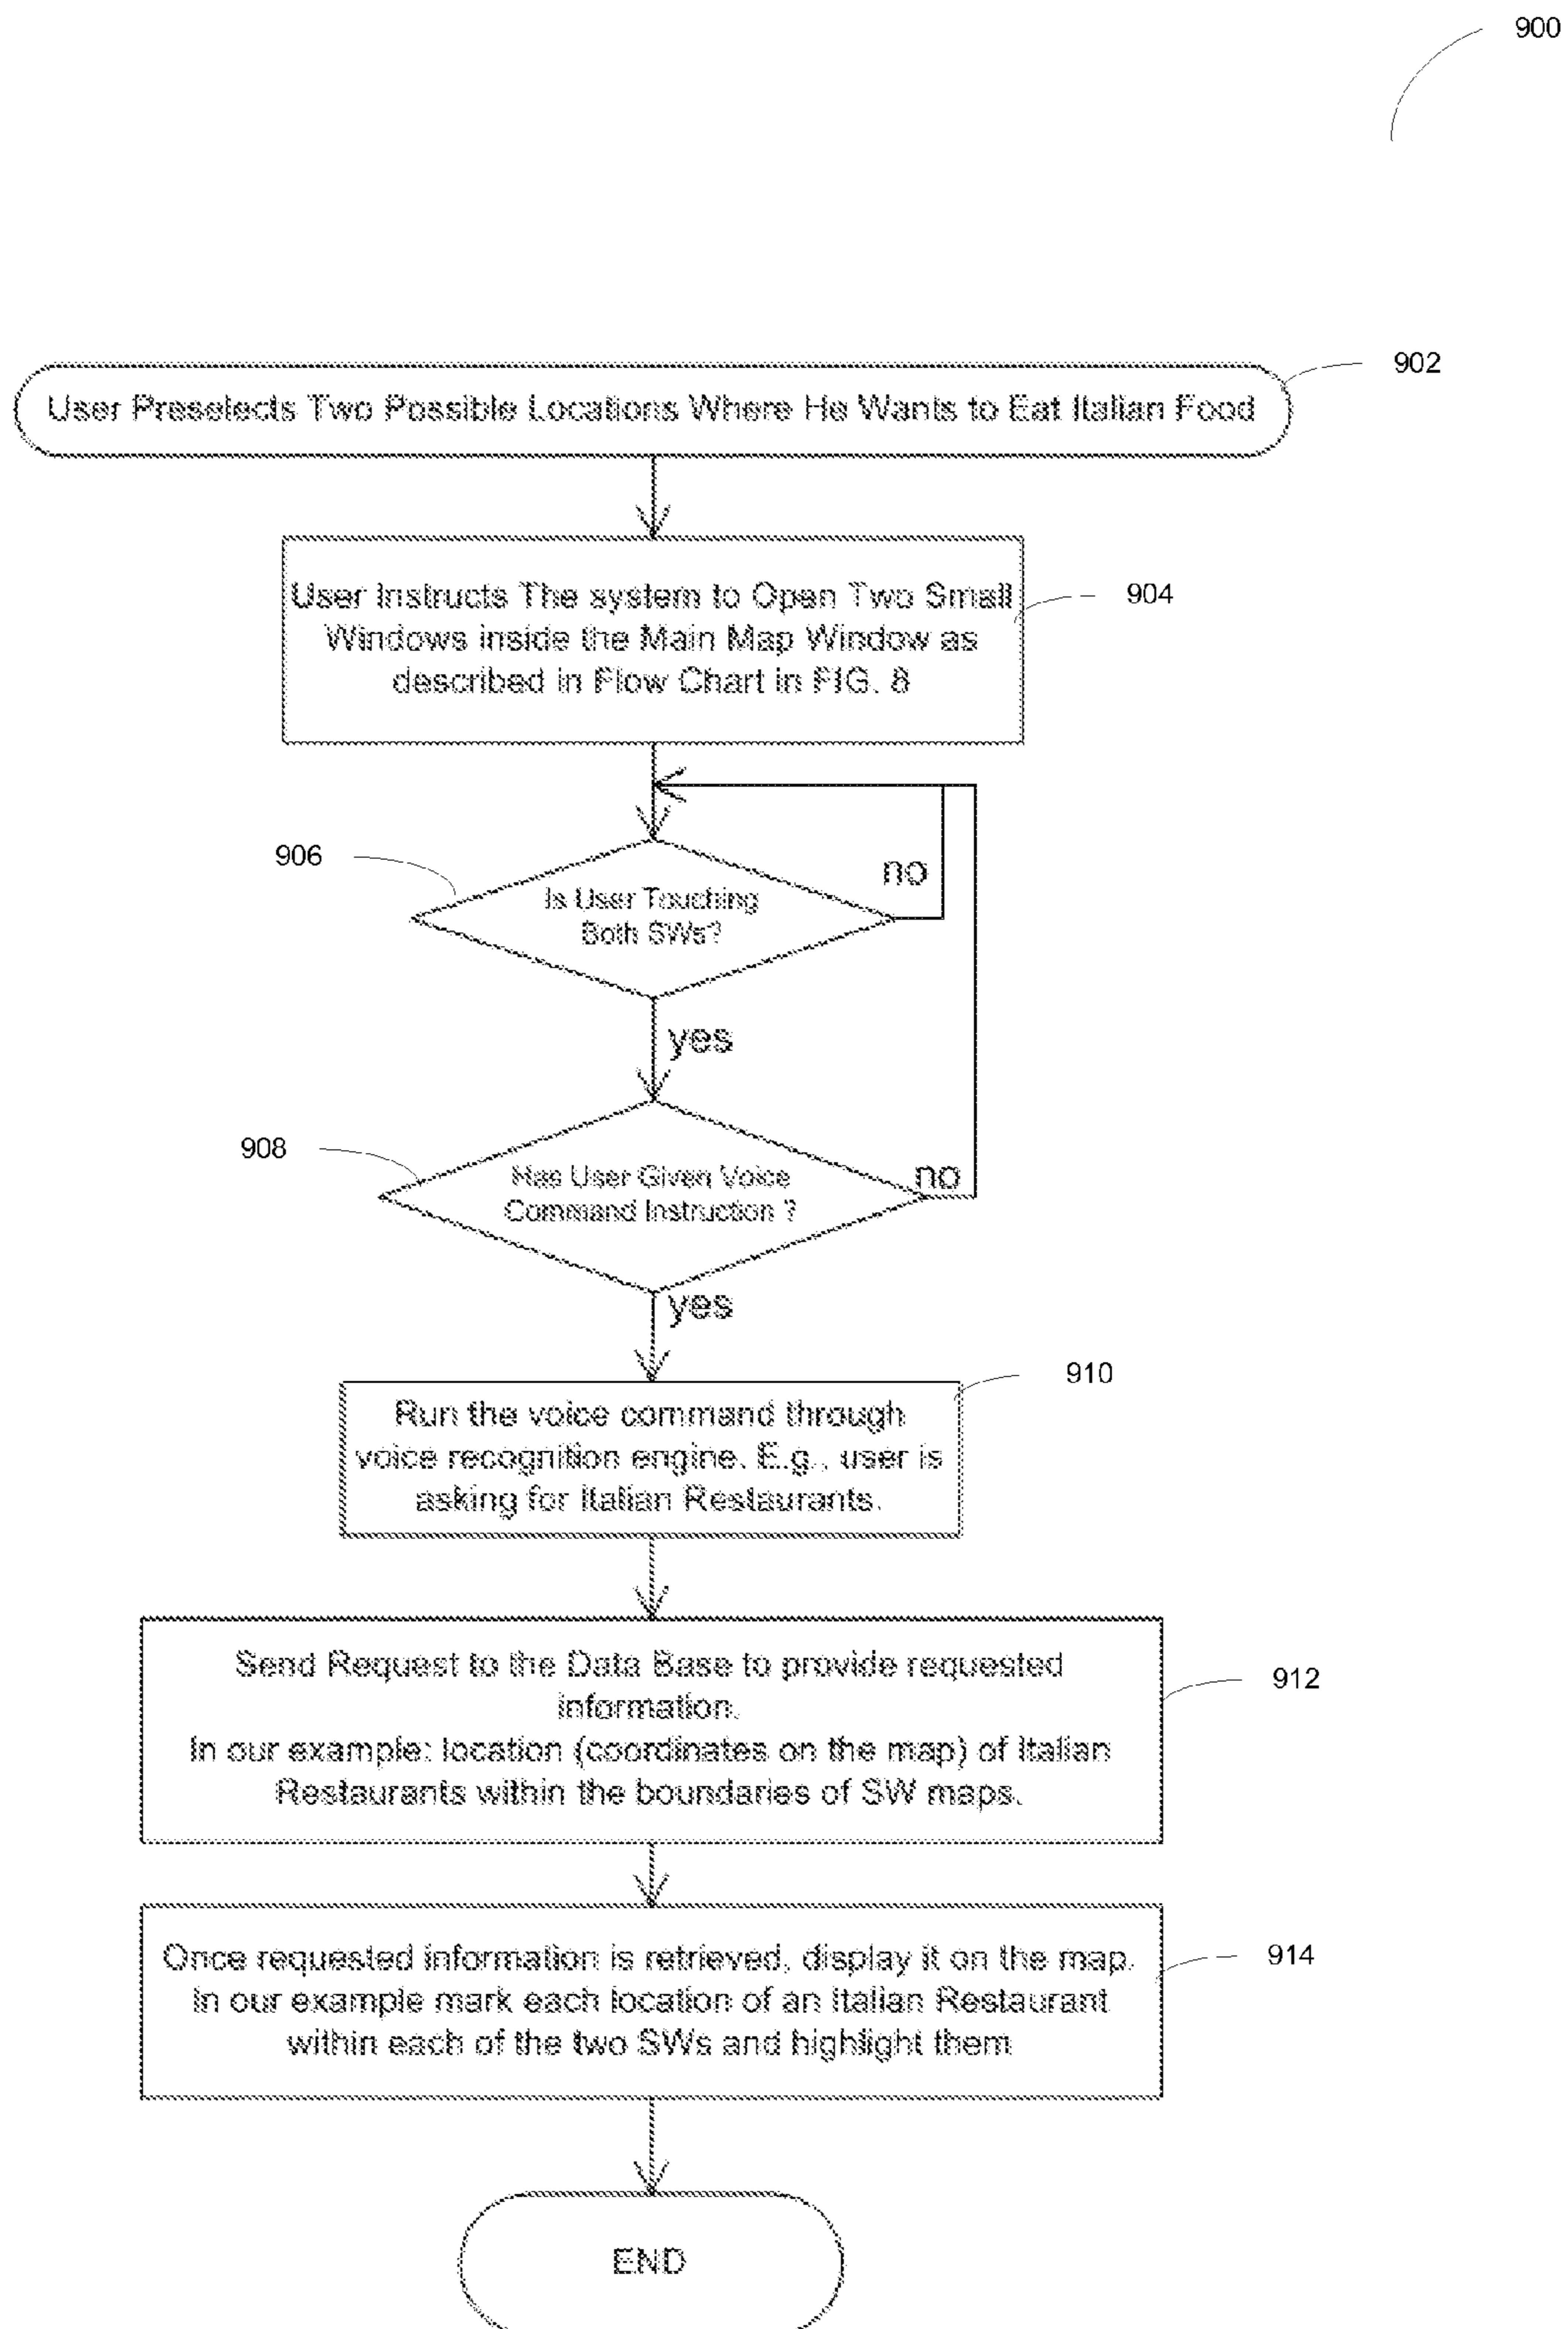 900
902
User Preselects Two Possible Locations Where He Wants to Eat Italian Food
User Instructs The system to Open Two Small
Windows inside the Main Map Window as
described in Flow Chart in FIG. 8
904
906
no
Is User Touching
Both SWs?
yes
908
no
Has User Given Voice
Command Instruction ?
yes
910
Run the voice command through
voice recognition engine. E.g., user is
asking for Italian Restaurants.
Send Request to the Data Base to provide requested
information.
In our example: location (coordinates on the map) of Italian
Restaurants within the boundaries of SW maps.
912
Once requested information is retrieved, display it on the map.
In our example mark each location of an Italian Restaurant
within each of the two SWs and highlight them
914
END